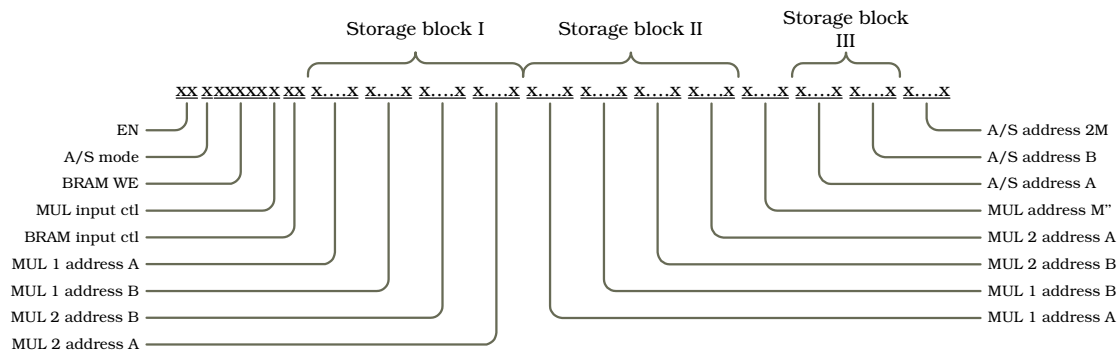 Storage block I
Storage block II
Storage block
III
xx x xxxxx x xx x....x x....x x....x x....x x....x x....x x....x x....x x....x x....x x....x x....x
EN
A/S mode
BRAM WE
MUL input ctl
BRAM input ctl
MUL 1 address A
MUL 1 address B
MUL 2 address B
MUL 2 address A
A/S address 2M
A/S address B
A/S address A
MUL address M”
MUL 2 address A
MUL 2 address B
MUL 1 address B
MUL 1 address A